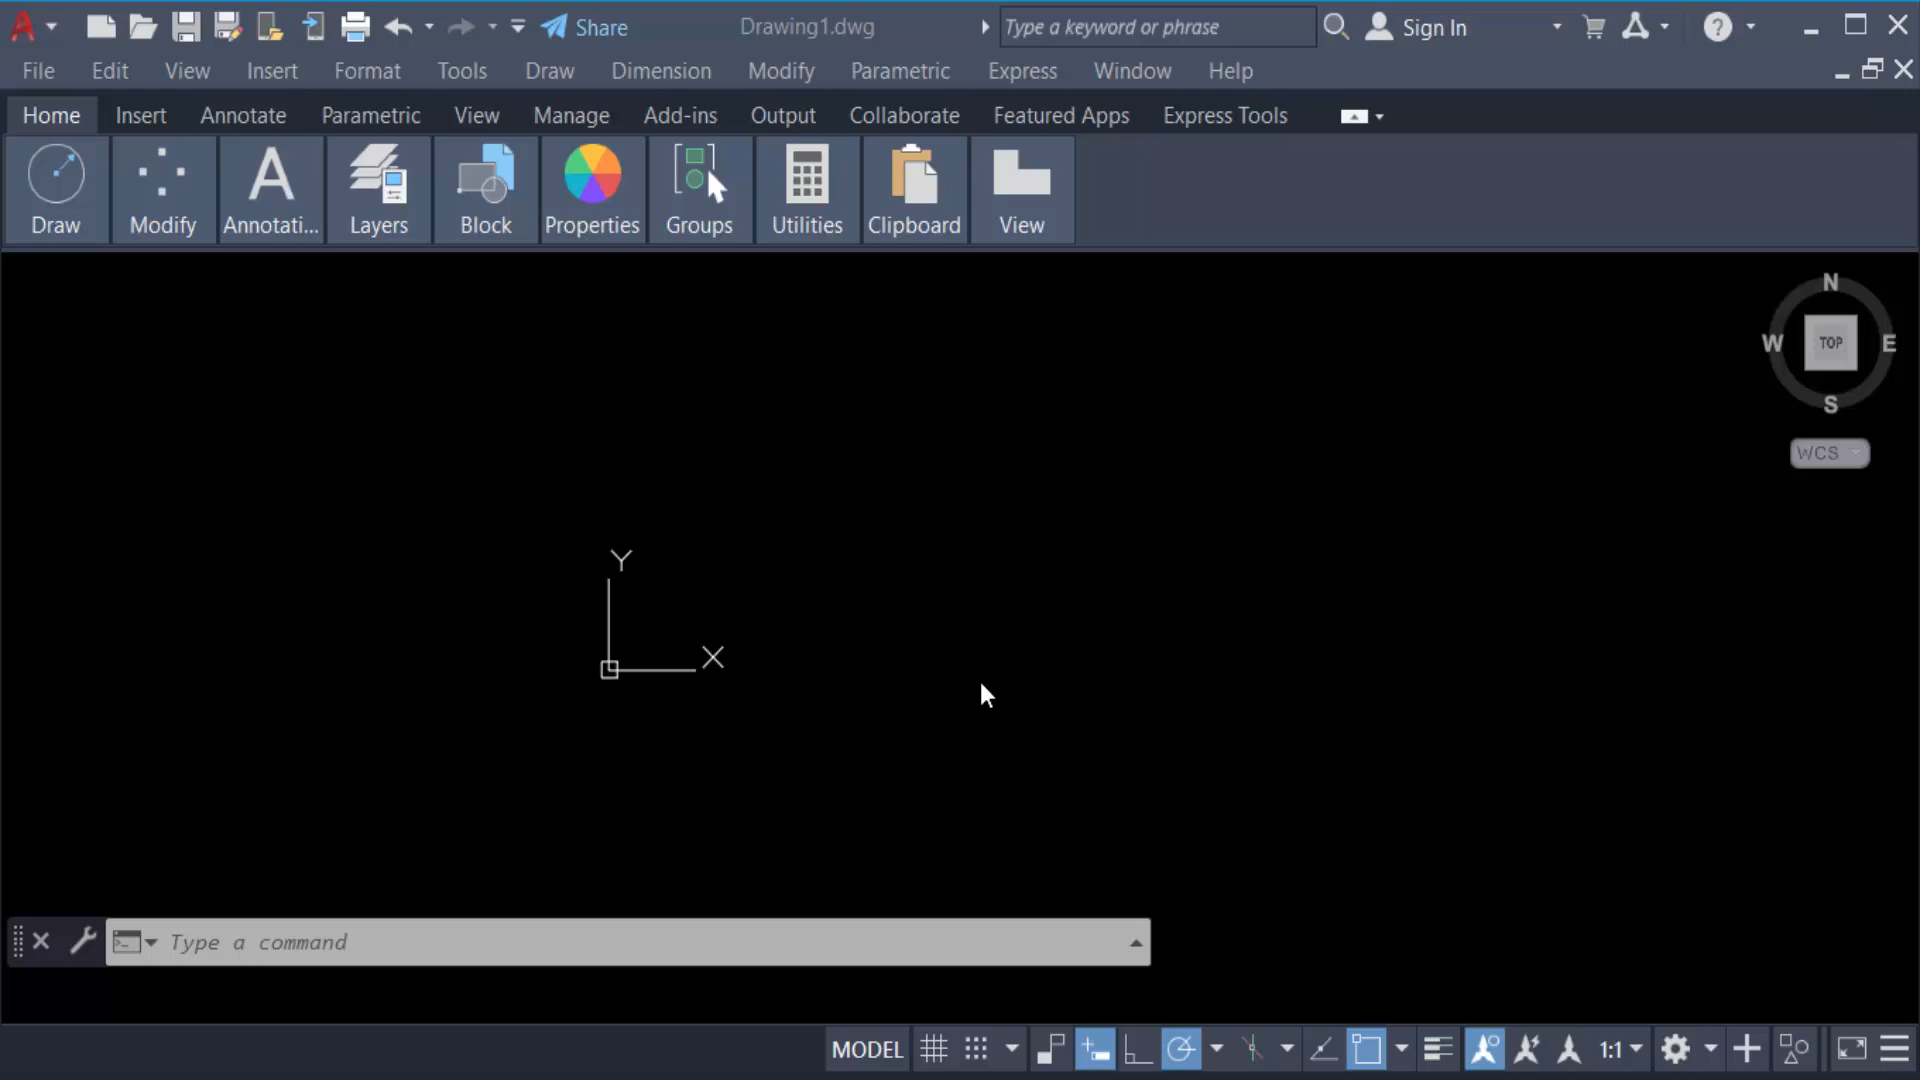 Share Drawing1.dwg Type a keyword or phrase Sign In
File Edit View Insert Format Tools Draw Dimension Modify Parametric Express Window Help
Home Insert Annotate Parametric View Manage Add-ins Output Collaborate Featured Apps Express Tools
Draw Modify Annotati... Layers Block Properties Groups Utilities Clipboard View
N
W TOP E
S
WCS
Y
X
Type a command
MODEL 1:1